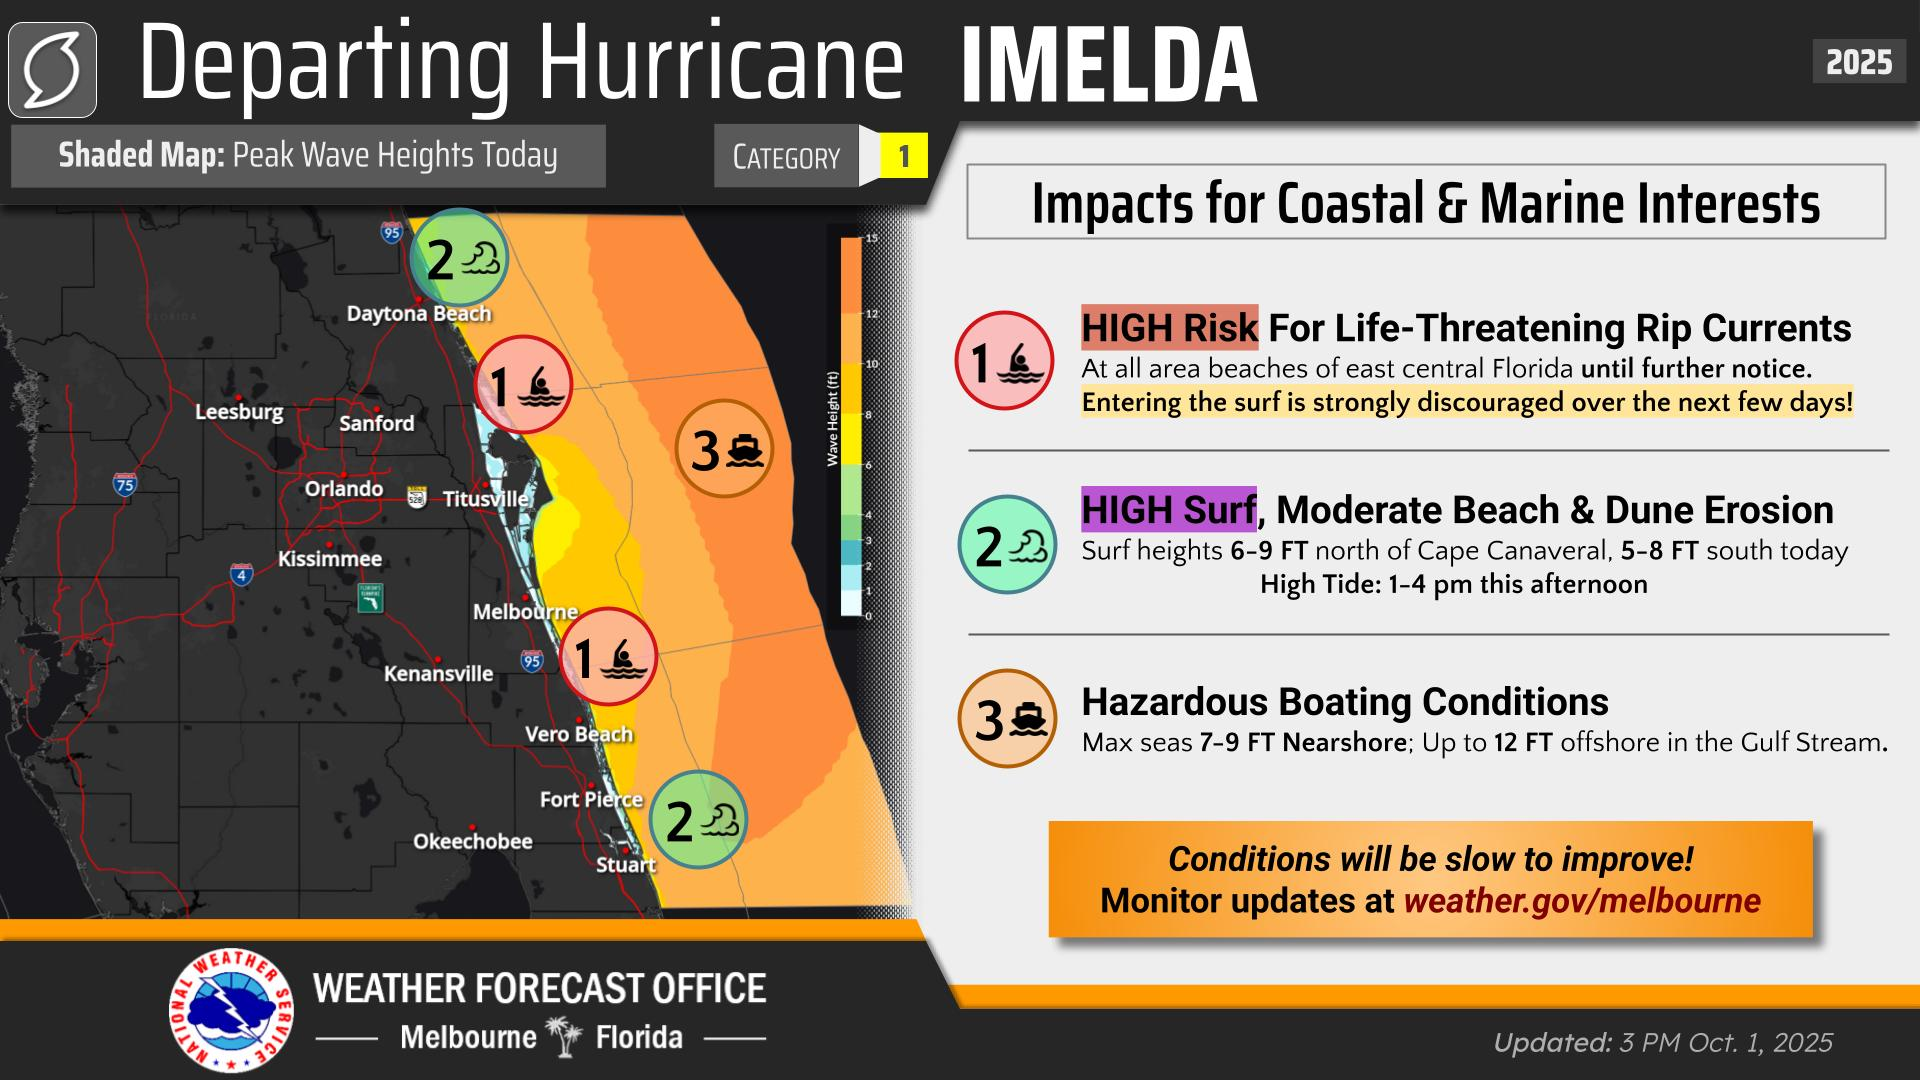 Departing Hurricane IMELDA
2025
Shaded Map: Peak Wave Heights Today
CATEGORY 1
95
2
Daytona Beach
FLORIDA
1
Leesburg
Sanford
3
75
Orlando
528
Titusville
Kissimmee
4
Melbourne
1
95
Kenansville
Vero Beach
Fort Pierce
2
Okeechobee
Stuart
Wave Height (ft)
15
12
10
8
6
4
3
2
1
0
Impacts for Coastal & Marine Interests
1
HIGH Risk For Life-Threatening Rip Currents
At all area beaches of east central Florida until further notice.
Entering the surf is strongly discouraged over the next few days!
2
HIGH Surf, Moderate Beach & Dune Erosion
Surf heights 6-9 FT north of Cape Canaveral, 5-8 FT south today
High Tide: 1-4 pm this afternoon
3
Hazardous Boating Conditions
Max seas 7-9 FT Nearshore; Up to 12 FT offshore in the Gulf Stream.
Conditions will be slow to improve!
Monitor updates at weather.gov/melbourne
NATIONAL WEATHER SERVICE
WEATHER FORECAST OFFICE
Melbourne Florida
Updated: 3 PM Oct. 1, 2025